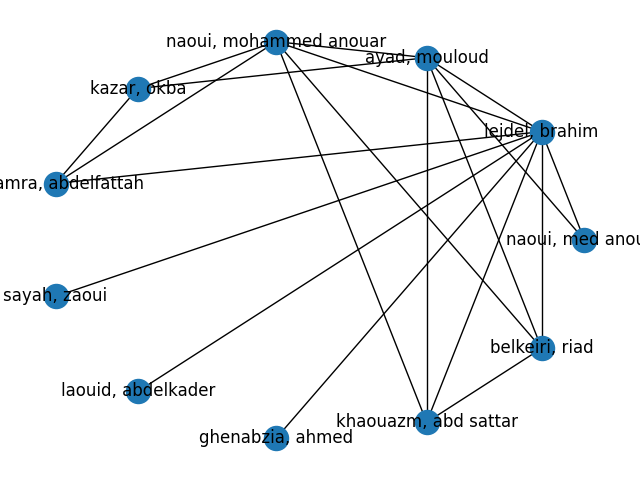 naoui, mohammed anouar
ayad, mouloud
kazar, okba
lejdel, brahim
amra, abdelfattah
naoui, med anou
sayah, zaoui
belkeiri, riad
laouid, abdelkader
khaouazm, abd sattar
ghenabzia, ahmed